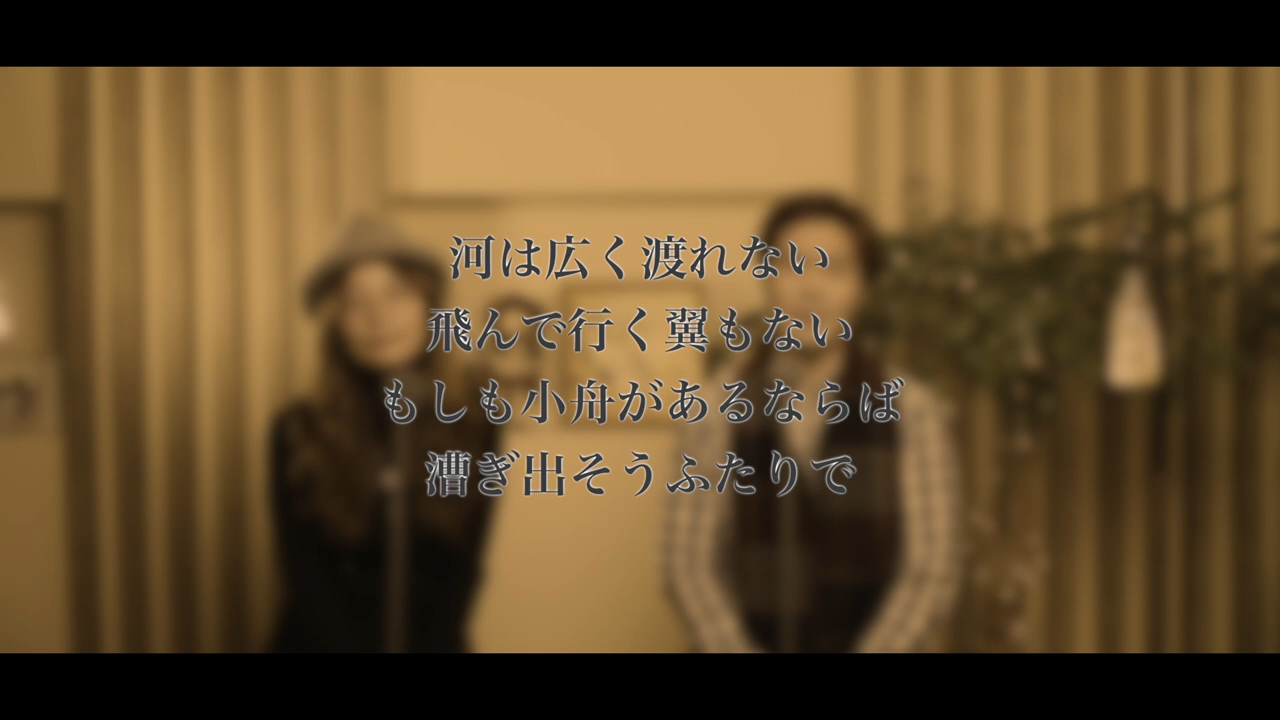 河は広く渡れない
飛んで行く翼もない
もしも小舟があるならば
漕ぎ出そうふたりで